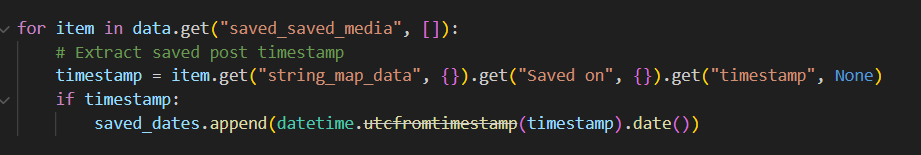 for item in data.get("saved_saved_media", []):
# Extract saved post timestamp
timestamp = item.get("string_map_data", {}).get("Saved on", {}).get("timestamp", None)
if timestamp:
saved_dates.append(datetime.utcfromtimestamp(timestamp).date())